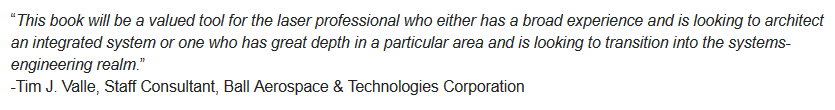 “This book will be a valued tool for the laser professional who either has a broad experience and is looking to architect
an integrated system or one who has great depth in a particular area and is looking to transition into the systems-
engineering realm.”
-Tim J. Valle, Staff Consultant, Ball Aerospace & Technologies Corporation